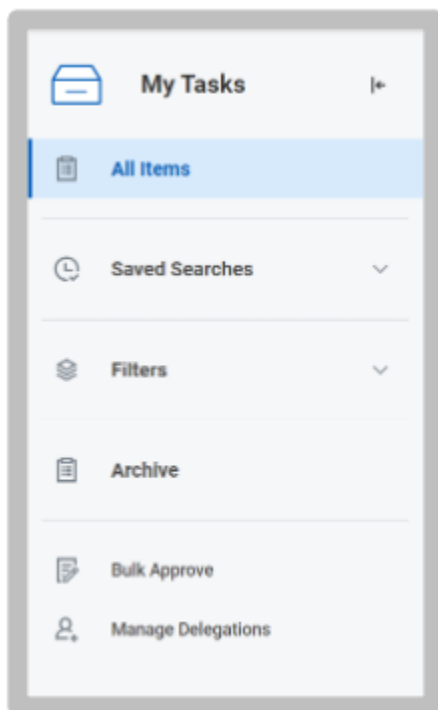 My Tasks
All Items
Saved Searches
Filters
Archive
Bulk Approve
Manage Delegations